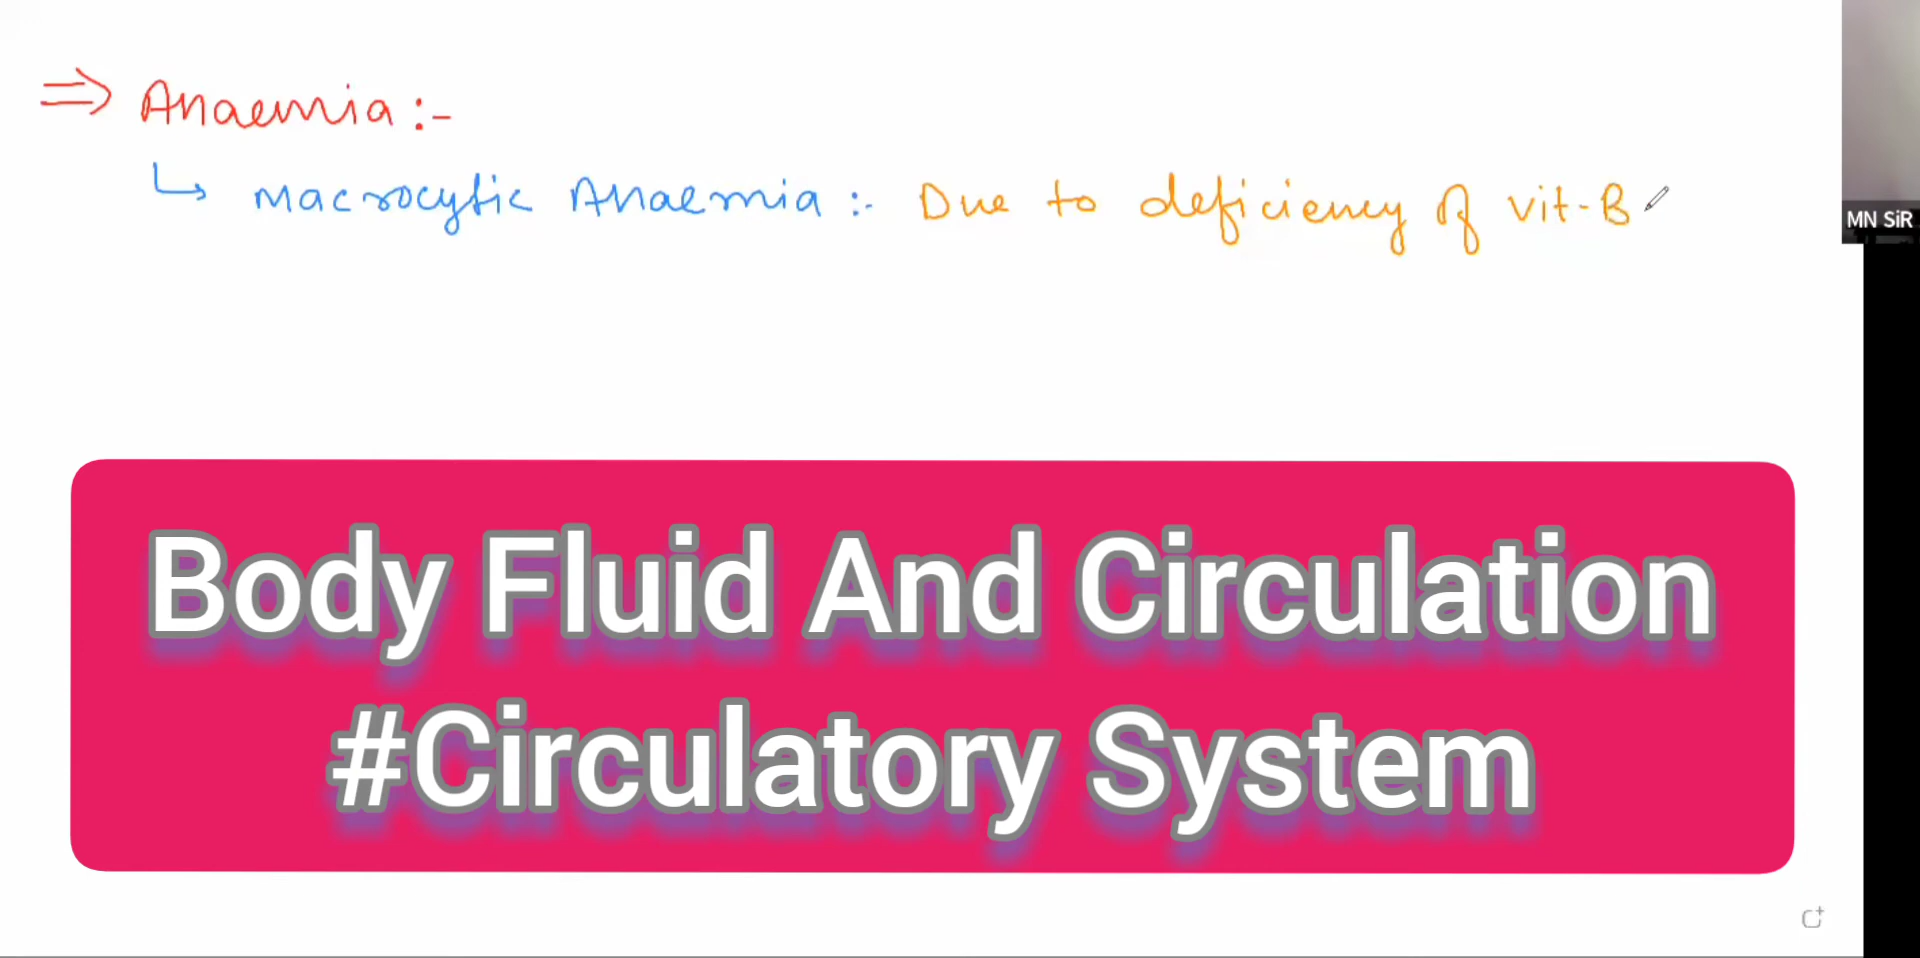 ⇒ Anaemia :-
↳ Macrocytic Anaemia :- Due to deficiency of vit-B
MN SiR
Body Fluid And Circulation
#Circulatory System